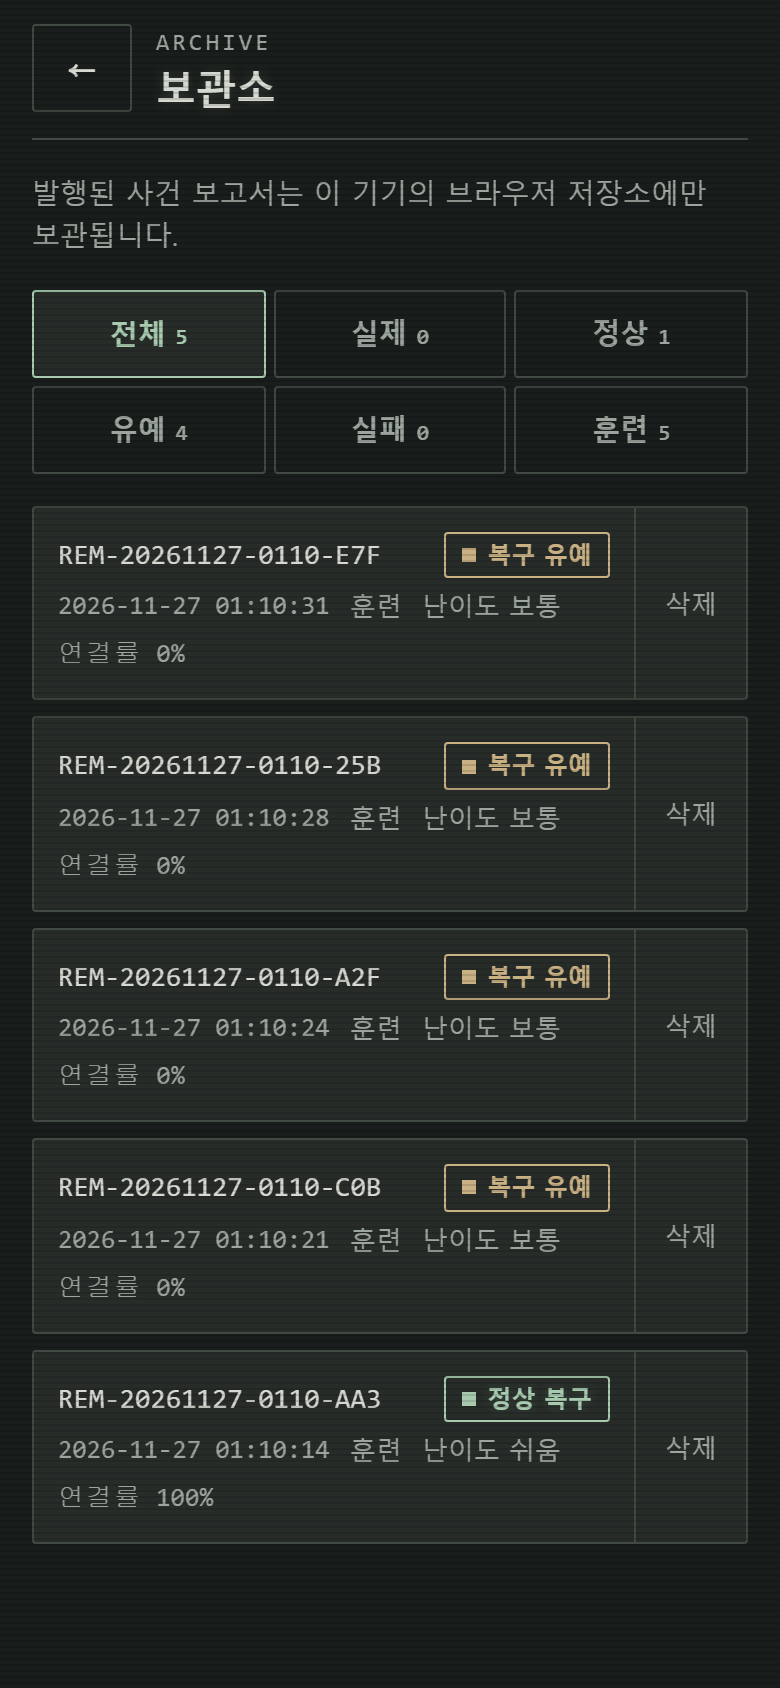 ←
ARCHIVE
보관소
발행된 사건 보고서는 이 기기의 브라우저 저장소에만
보관됩니다.
전체 5
실제 0
정상 1
유예 4
실패 0
훈련 5
REM-20261127-0110-E7F
■ 복구 유예
2026-11-27 01:10:31 훈련 난이도 보통
연결률 0%
삭제
REM-20261127-0110-25B
■ 복구 유예
2026-11-27 01:10:28 훈련 난이도 보통
연결률 0%
삭제
REM-20261127-0110-A2F
■ 복구 유예
2026-11-27 01:10:24 훈련 난이도 보통
연결률 0%
삭제
REM-20261127-0110-C0B
■ 복구 유예
2026-11-27 01:10:21 훈련 난이도 보통
연결률 0%
삭제
REM-20261127-0110-AA3
■ 정상 복구
2026-11-27 01:10:14 훈련 난이도 쉬움
연결률 100%
삭제